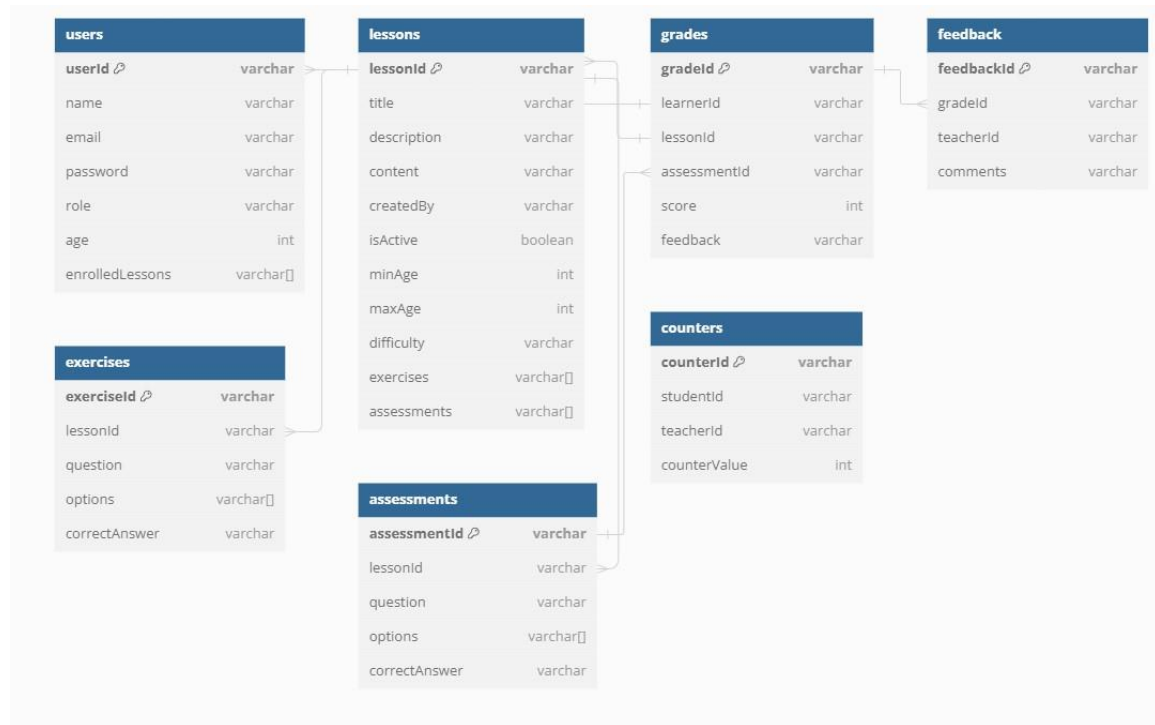 users
userId varchar
name varchar
email varchar
password varchar
role varchar
age int
enrolledLessons varchar[]
exercises
exerciseId varchar
lessonId varchar
question varchar
options varchar[]
correctAnswer varchar
lessons
lessonId varchar
title varchar
description varchar
content varchar
createdBy varchar
isActive boolean
minAge int
maxAge int
difficulty varchar
exercises varchar[]
assessments varchar[]
assessments
assessmentId varchar
lessonId varchar
question varchar
options varchar[]
correctAnswer varchar
grades
gradeId varchar
learnerId varchar
lessonId varchar
assessmentId varchar
score int
feedback varchar
counters
counterId varchar
studentId varchar
teacherId varchar
counterValue int
feedback
feedbackId varchar
gradeId varchar
teacherId varchar
comments varchar